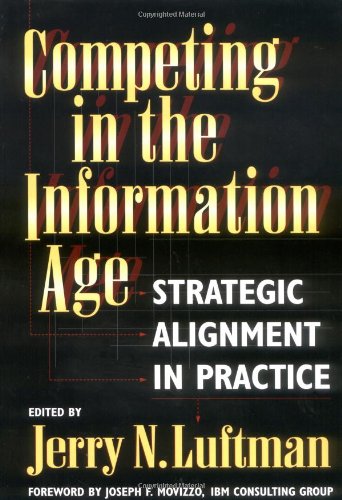 Competing
in the
Information
Age
STRATEGIC
ALIGNMENT
IN PRACTICE
EDITED BY
Jerry N. Luftman
FOREWORD BY JOSEPH F. MOVIZZO, IBM CONSULTING GROUP